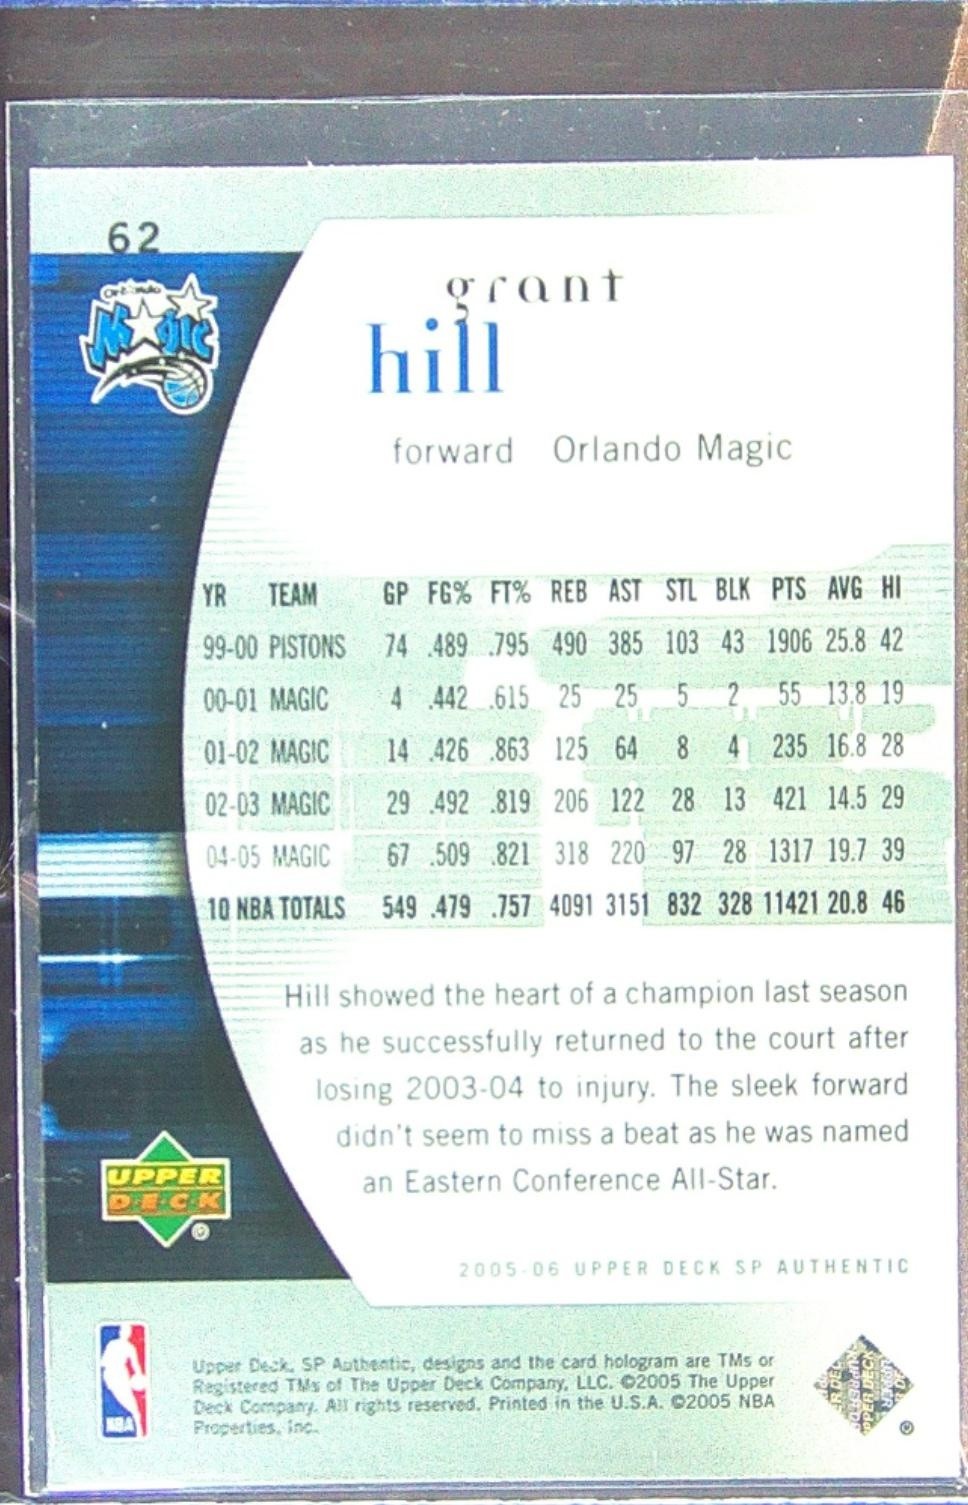 62
Orlando
Magic
grant
hill
forward Orlando Magic
YR TEAM GP FG% FT% REB AST STL BLK PTS AVG HI
99-00 PISTONS 74 .489 .795 490 385 103 43 1906 25.8 42
00-01 MAGIC 4 .442 .615 25 25 5 2 55 13.8 19
01-02 MAGIC 14 .426 .863 125 64 8 4 235 16.8 28
02-03 MAGIC 29 .492 .819 206 122 28 13 421 14.5 29
04-05 MAGIC 67 .509 .821 318 220 97 28 1317 19.7 39
10 NBA TOTALS 549 .479 .757 4091 3151 832 328 11421 20.8 46
Hill showed the heart of a champion last season
as he successfully returned to the court after
losing 2003-04 to injury. The sleek forward
didn't seem to miss a beat as he was named
an Eastern Conference All-Star.
UPPER
D·E·C·K
®
2005-06 UPPER DECK SP AUTHENTIC
NBA
Upper Deck, SP Authentic, designs and the card hologram are TMs or
Registered TMs of The Upper Deck Company, LLC. ©2005 The Upper
Deck Company. All rights reserved. Printed in the U.S.A. ©2005 NBA
Properties, Inc.
UPPER DECK
®